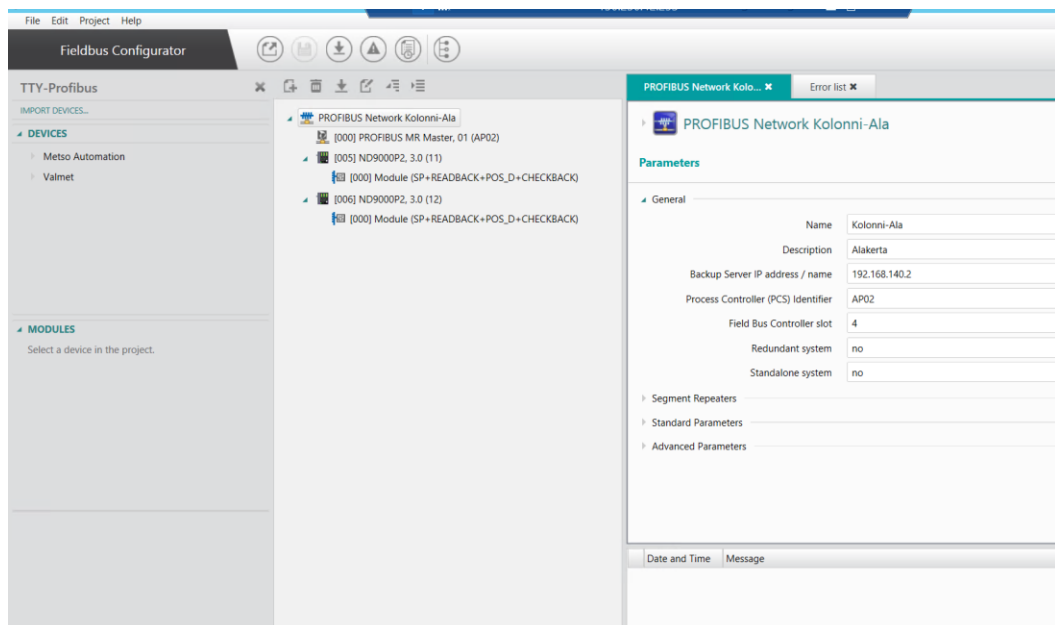 File Edit Project Help
Fieldbus Configurator
TTY-Profibus
IMPORT DEVICES...
DEVICES
Metso Automation
Valmet
MODULES
Select a device in the project.
PROFIBUS Network Kolonni-Ala
[000] PROFIBUS MR Master, 01 (AP02)
[005] ND9000P2, 3.0 (11)
[000] Module (SP+READBACK+POS_D+CHECKBACK)
[006] ND9000P2, 3.0 (12)
[000] Module (SP+READBACK+POS_D+CHECKBACK)
PROFIBUS Network Kolo... Error list
PROFIBUS Network Kolonni-Ala
Parameters
General
Name Kolonni-Ala
Description Alakerta
Backup Server IP address / name 192.168.140.2
Process Controller (PCS) Identifier AP02
Field Bus Controller slot 4
Redundant system no
Standalone system no
Segment Repeaters
Standard Parameters
Advanced Parameters
Date and Time Message